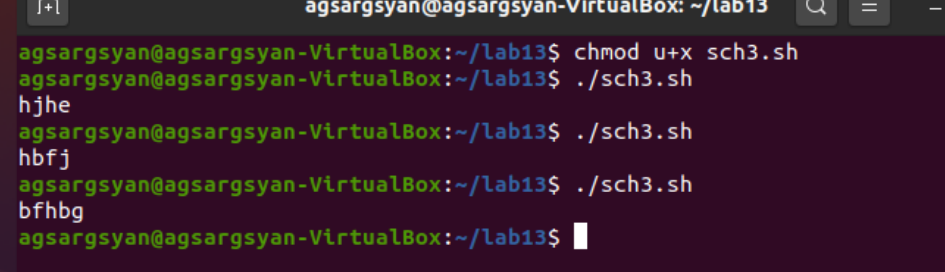 agsargsyan@agsargsyan-VirtualBox: ~/lab13
agsargsyan@agsargsyan-VirtualBox:~/lab13$ chmod u+x sch3.sh
agsargsyan@agsargsyan-VirtualBox:~/lab13$ ./sch3.sh
hjhe
agsargsyan@agsargsyan-VirtualBox:~/lab13$ ./sch3.sh
hbfj
agsargsyan@agsargsyan-VirtualBox:~/lab13$ ./sch3.sh
bfhbg
agsargsyan@agsargsyan-VirtualBox:~/lab13$